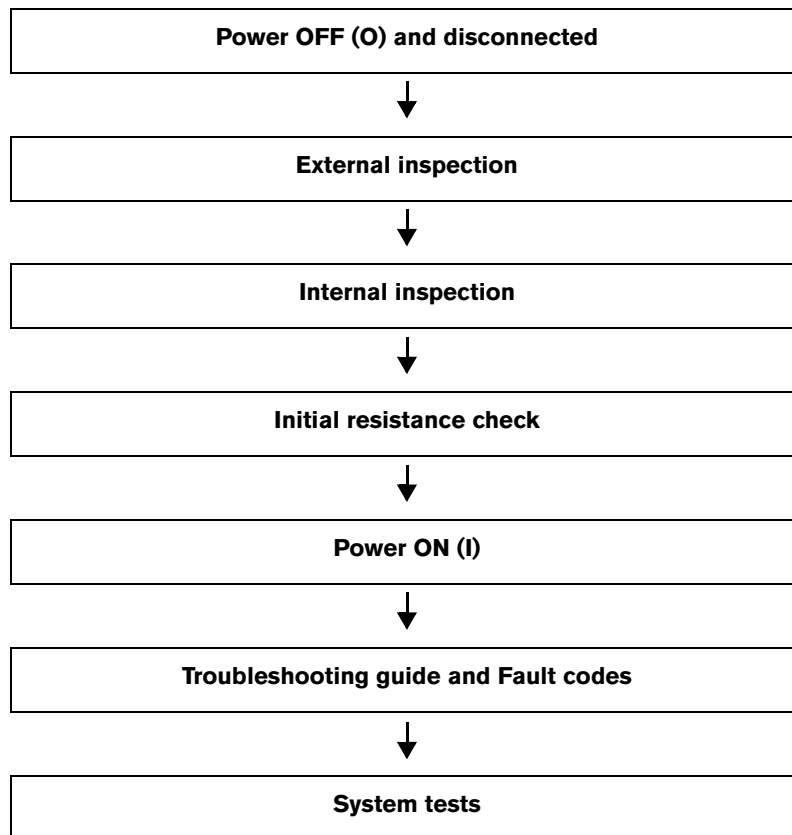 Power OFF (O) and disconnected
External inspection
Internal inspection
Initial resistance check
Power ON (I)
Troubleshooting guide and Fault codes
System tests